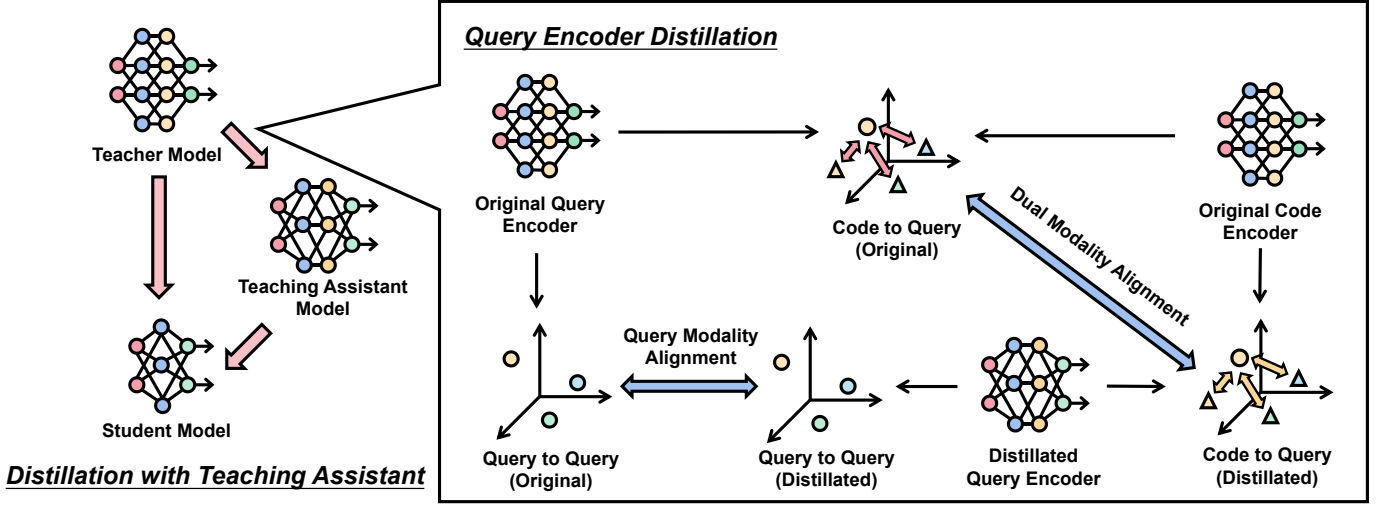 Teacher Model
Teaching Assistant
Model
Student Model
Distillation with Teaching Assistant
Query Encoder Distillation
Original Query
Encoder
Code to Query
(Original)
Original Code
Encoder
Dual Modality Alignment
Query Modality
Alignment
Query to Query
(Original)
Query to Query
(Distillated)
Distillated
Query Encoder
Code to Query
(Distillated)